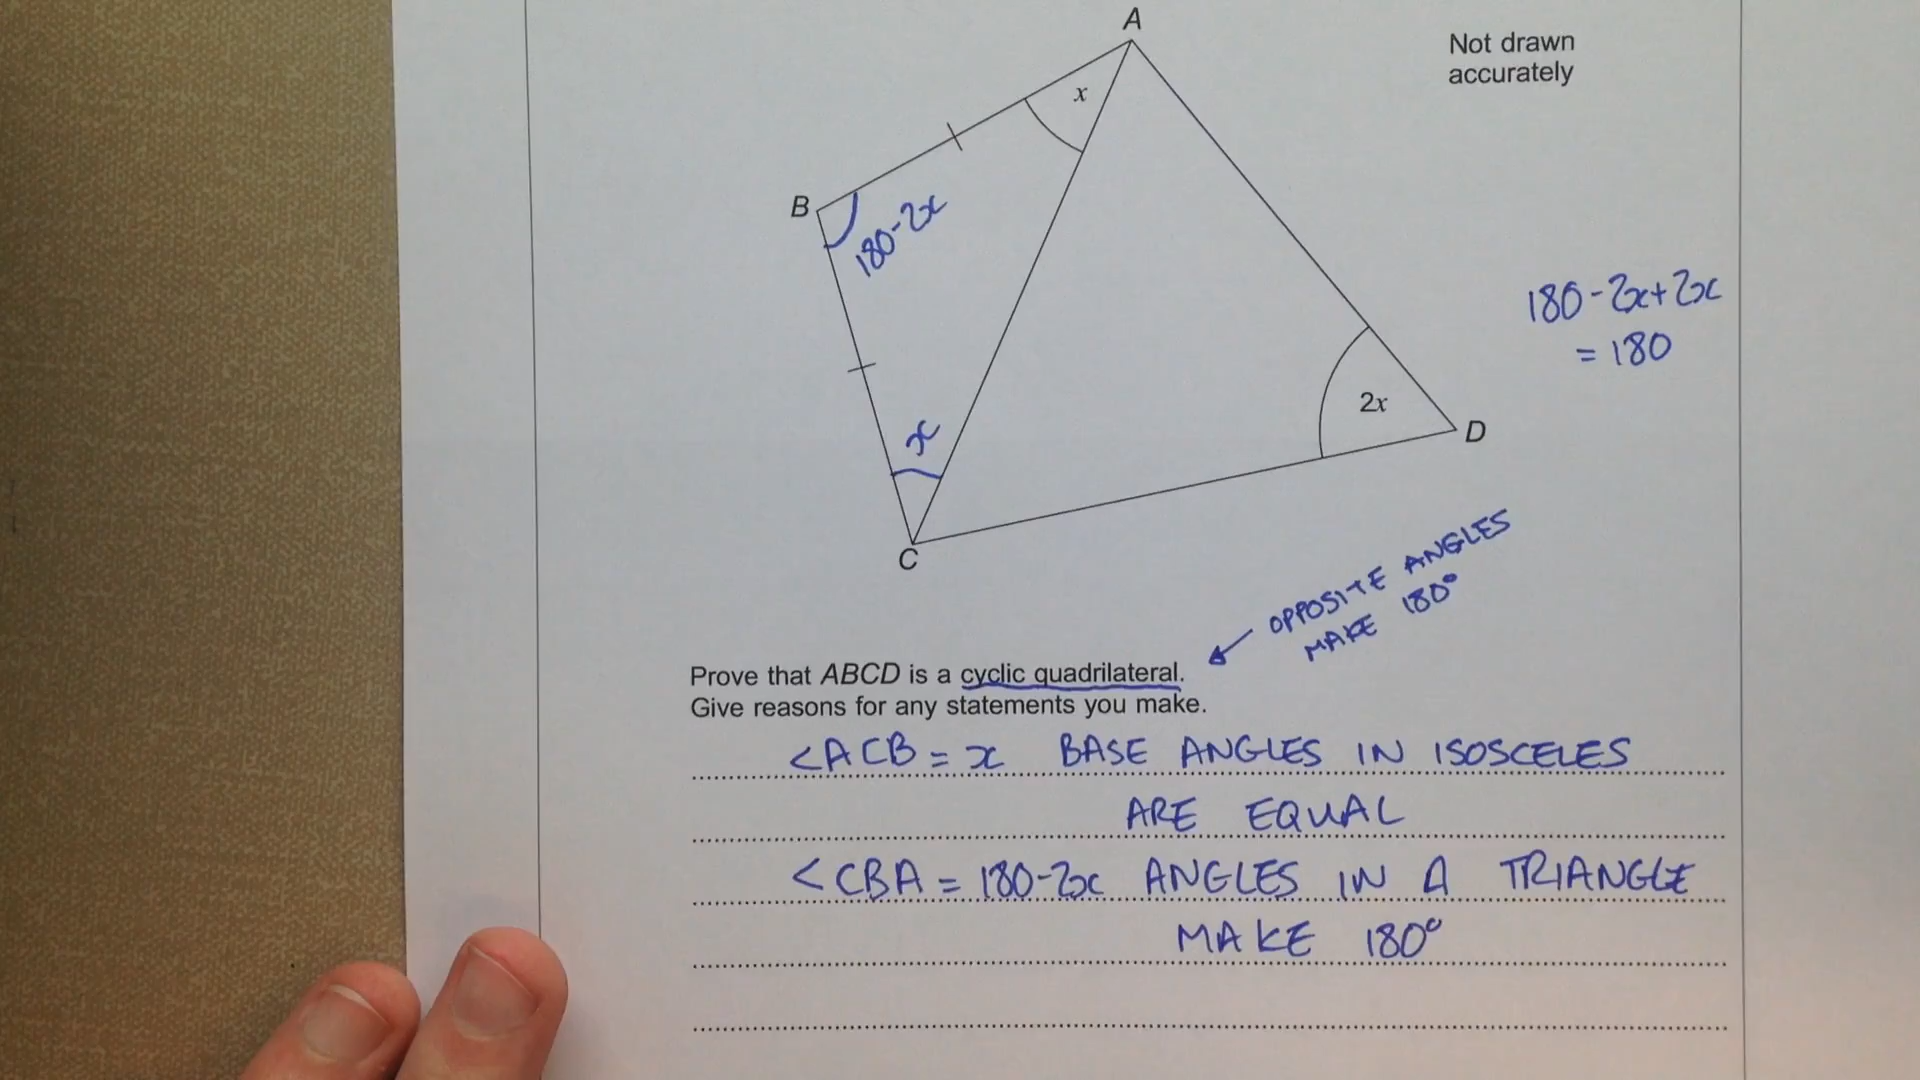 A
Not drawn
accurately
x
B
180-2x
180-2x+2x
= 180
2x
D
x
C
OPPOSITE ANGLES
MAKE 180°
Prove that ABCD is a cyclic quadrilateral.
Give reasons for any statements you make.
<ACB = x BASE ANGLES IN ISOSCELES
ARE EQUAL
<CBA = 180-2x ANGLES IN A TRIANGLE
MAKE 180°